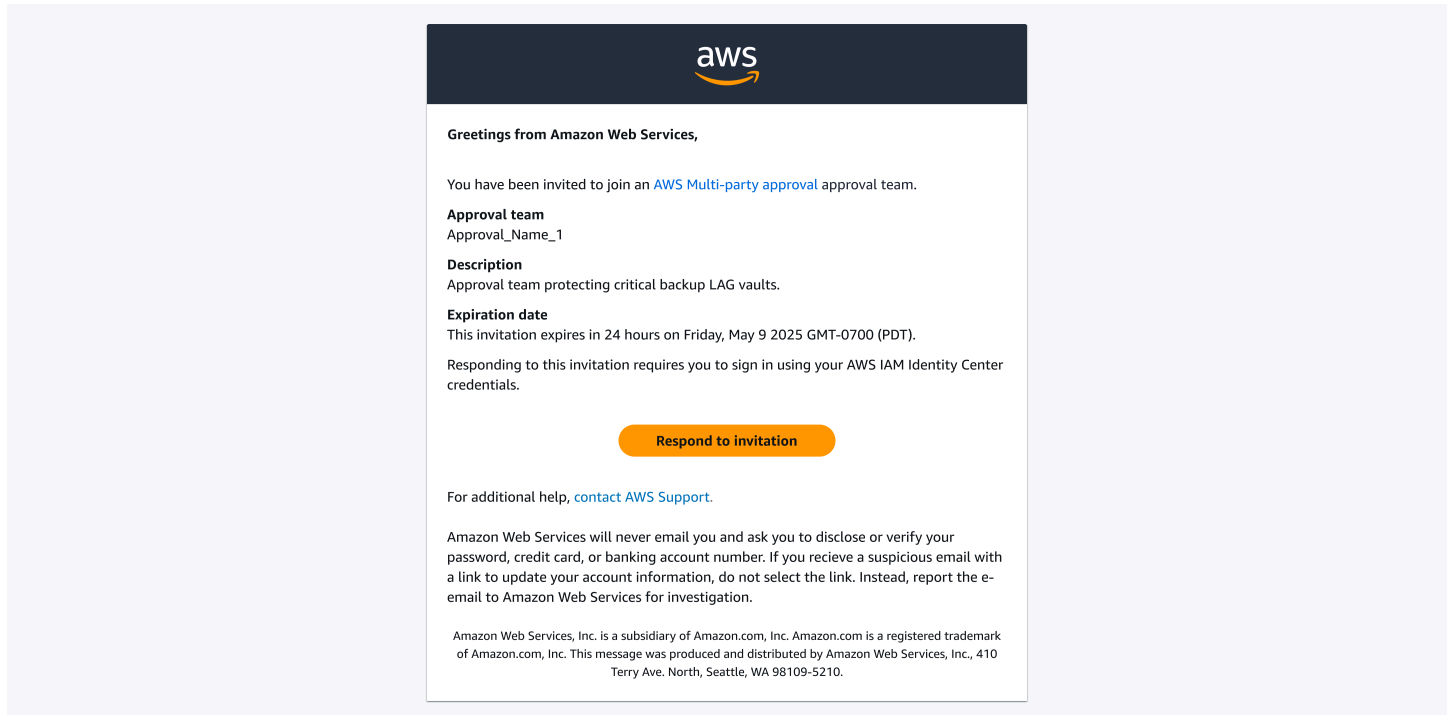 aws
Greetings from Amazon Web Services,
You have been invited to join an AWS Multi-party approval approval team.
Approval team
Approval_Name_1
Description
Approval team protecting critical backup LAG vaults.
Expiration date
This invitation expires in 24 hours on Friday, May 9 2025 GMT-0700 (PDT).
Responding to this invitation requires you to sign in using your AWS IAM Identity Center
credentials.
Respond to invitation
For additional help, contact AWS Support.
Amazon Web Services will never email you and ask you to disclose or verify your
password, credit card, or banking account number. If you recieve a suspicious email with
a link to update your account information, do not select the link. Instead, report the e-
email to Amazon Web Services for investigation.
Amazon Web Services, Inc. is a subsidiary of Amazon.com, Inc. Amazon.com is a registered trademark
of Amazon.com, Inc. This message was produced and distributed by Amazon Web Services, Inc., 410
Terry Ave. North, Seattle, WA 98109-5210.